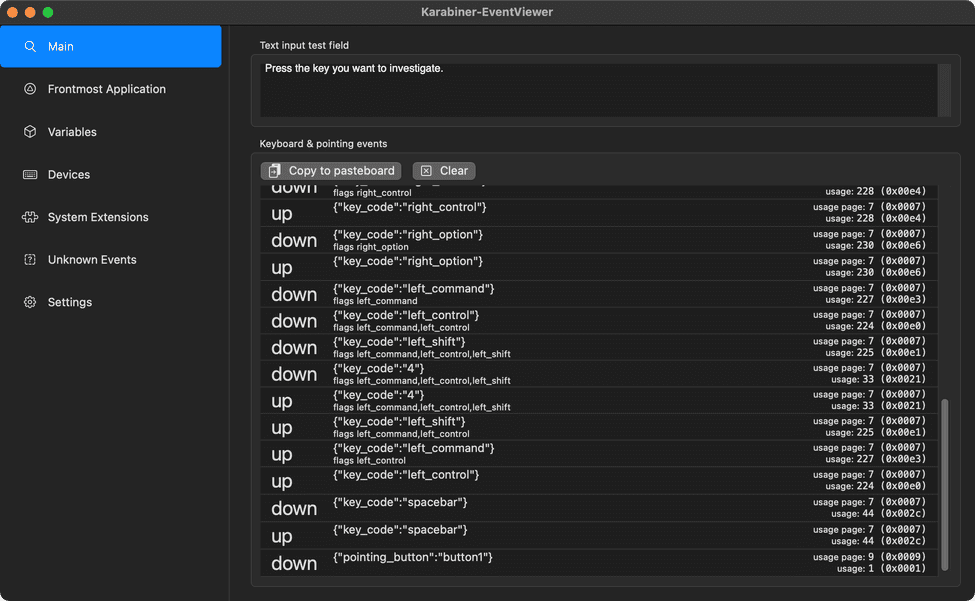 Karabiner-EventViewer
Main
Frontmost Application
Variables
Devices
System Extensions
Unknown Events
Settings
Text input test field
Press the key you want to investigate.
Keyboard & pointing events
Copy to pasteboard
Clear
down
flags right_control
usage: 228 (0x00e4)
up {"key_code":"right_control"} usage page: 7 (0x0007)
usage: 228 (0x00e4)
down {"key_code":"right_option"} usage page: 7 (0x0007)
flags right_option usage: 230 (0x00e6)
up {"key_code":"right_option"} usage page: 7 (0x0007)
usage: 230 (0x00e6)
down {"key_code":"left_command"} usage page: 7 (0x0007)
flags left_command usage: 227 (0x00e3)
down {"key_code":"left_control"} usage page: 7 (0x0007)
flags left_command,left_control usage: 224 (0x00e0)
down {"key_code":"left_shift"} usage page: 7 (0x0007)
flags left_command,left_control,left_shift usage: 225 (0x00e1)
down {"key_code":"4"} usage page: 7 (0x0007)
flags left_command,left_control,left_shift usage: 33 (0x0021)
up {"key_code":"4"} usage page: 7 (0x0007)
flags left_command,left_control,left_shift usage: 33 (0x0021)
up {"key_code":"left_shift"} usage page: 7 (0x0007)
flags left_command,left_control usage: 225 (0x00e1)
up {"key_code":"left_command"} usage page: 7 (0x0007)
flags left_control usage: 227 (0x00e3)
up {"key_code":"left_control"} usage page: 7 (0x0007)
usage: 224 (0x00e0)
down {"key_code":"spacebar"} usage page: 7 (0x0007)
usage: 44 (0x002c)
up {"key_code":"spacebar"} usage page: 7 (0x0007)
usage: 44 (0x002c)
down {"pointing_button":"button1"} usage page: 9 (0x0009)
usage: 1 (0x0001)